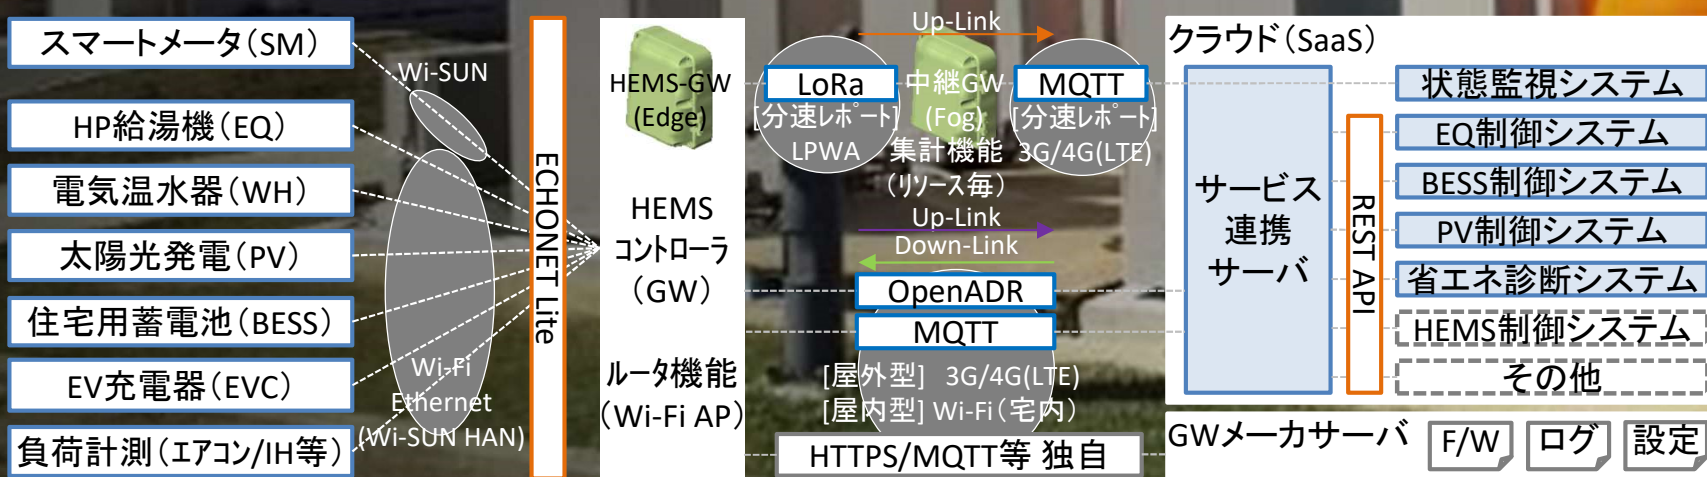 スマートメータ(SM)
HP給湯機(EQ)
電気温水器(WH)
太陽光発電(PV)
住宅用蓄電池(BESS)
EV充電器(EVC)
負荷計測(エアコン/IH等)
Wi-SUN
Wi-Fi
Ethernet
(Wi-SUN HAN)
ECHONET Lite
HEMS-GW
(Edge)
HEMS
コントローラ
(GW)
ルータ機能
(Wi-Fi AP)
Up-Link
LoRa
[分速レポート]
LPWA
中継GW
(Fog)
集計機能
(リソース毎)
MQTT
[分速レポート]
3G/4G(LTE)
Up-Link
Down-Link
OpenADR
MQTT
[屋外型] 3G/4G(LTE)
[屋内型] Wi-Fi(宅内)
HTTPS/MQTT等 独自
クラウド(SaaS)
サービス
連携
サーバ
REST API
状態監視システム
EQ制御システム
BESS制御システム
PV制御システム
省エネ診断システム
HEMS制御システム
その他
GWメーカサーバ
F/W
ログ
設定